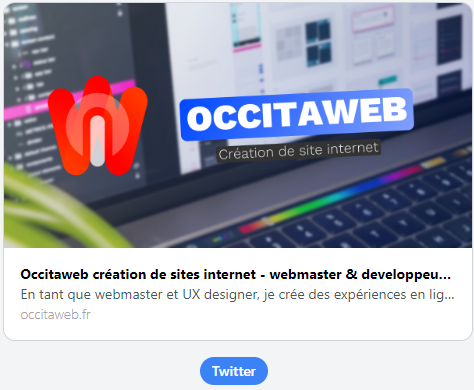 OCCITAWEB
Création de site internet
Occitaweb création de sites internet - webmaster & developpeu...
En tant que webmaster et UX designer, je crée des expériences en lig...
occitaweb.fr
Twitter